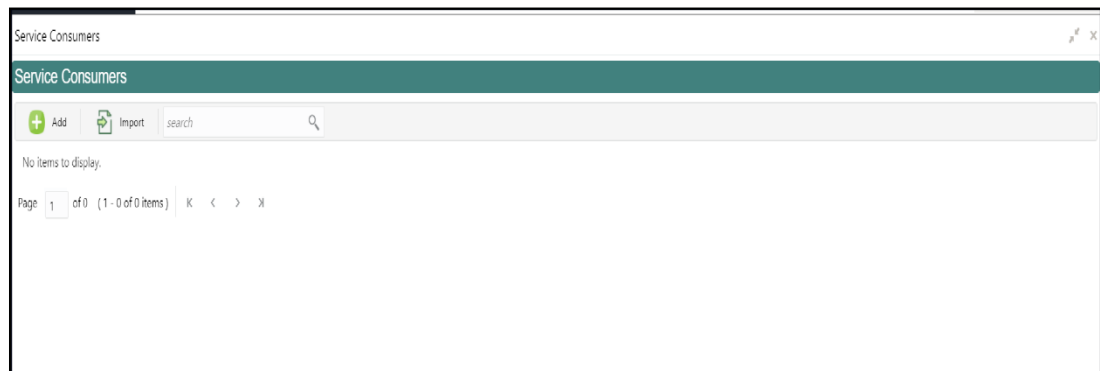 Service Consumers
Service Consumers
Add Import search
No items to display.
Page 1 of 0 (1 - 0 of 0 items)